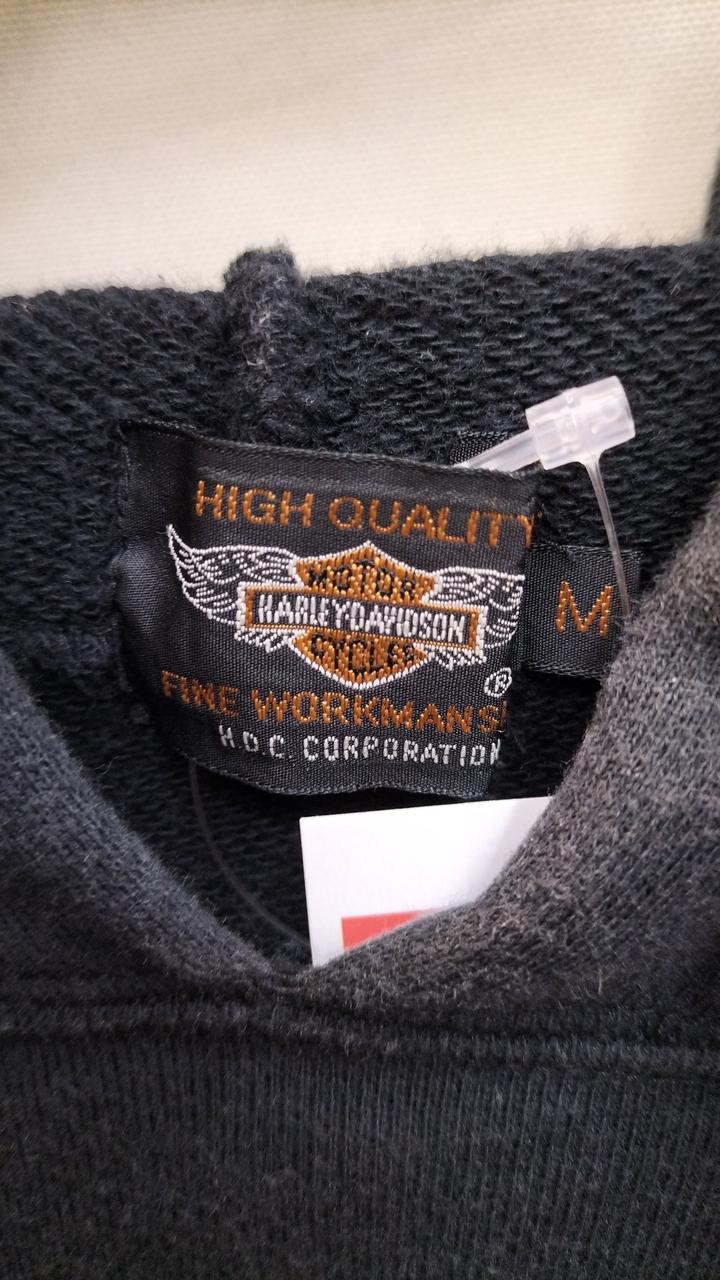 HIGH QUALITY
MOTOR
HARLEY-DAVIDSON
CYCLES
®
M
FINE WORKMANS
H.D.C. CORPORATION